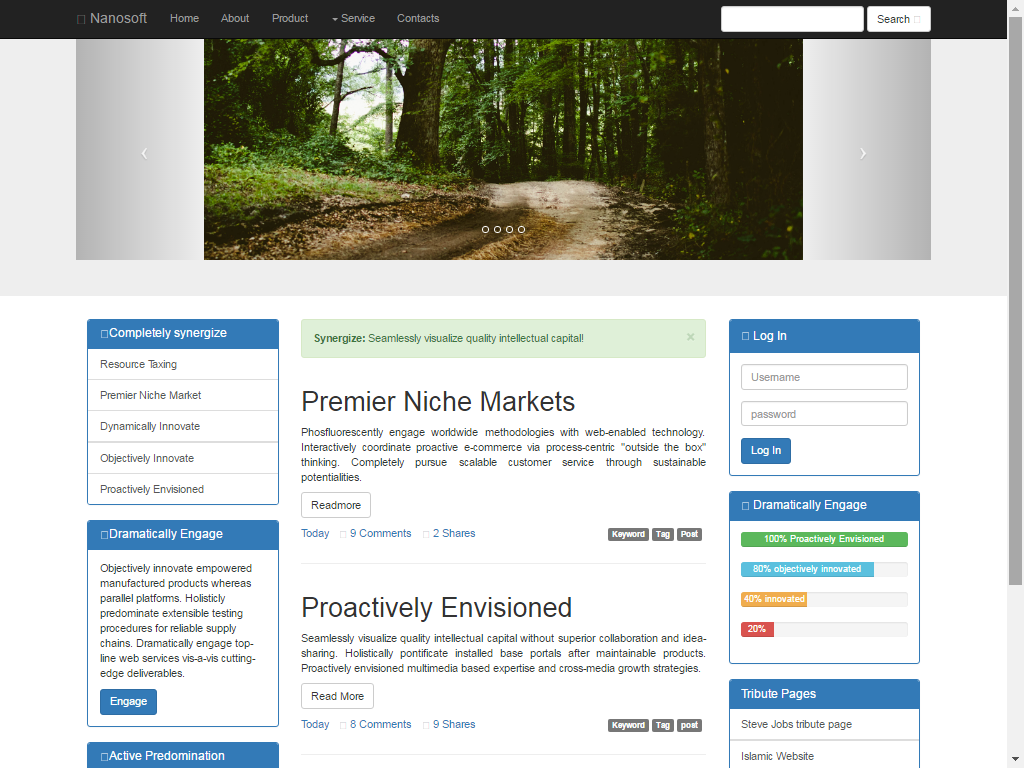 Nanosoft Home About Product Service Contacts Search
Completely synergize
Resource Taxing
Premier Niche Market
Dynamically Innovate
Objectively Innovate
Proactively Envisioned
Dramatically Engage
Objectively innovate empowered
manufactured products whereas
parallel platforms. Holisticly
predominate extensible testing
procedures for reliable supply
chains. Dramatically engage top-
line web services vis-a-vis cutting-
edge deliverables.
Engage
Active Predomination
Synergize: Seamlessly visualize quality intellectual capital! ×
Premier Niche Markets
Phosfluorescently engage worldwide methodologies with web-enabled technology.
Interactively coordinate proactive e-commerce via process-centric "outside the box"
thinking. Completely pursue scalable customer service through sustainable
potentialities.
Readmore
Today 9 Comments 2 Shares Keyword Tag Post
Proactively Envisioned
Seamlessly visualize quality intellectual capital without superior collaboration and idea-
sharing. Holistically pontificate installed base portals after maintainable products.
Proactively envisioned multimedia based expertise and cross-media growth strategies.
Read More
Today 8 Comments 9 Shares Keyword Tag post
Log In
Username
password
Log In
Dramatically Engage
100% Proactively Envisioned
80% objectively innovated
40% innovated
20%
Tribute Pages
Steve Jobs tribute page
Islamic Website